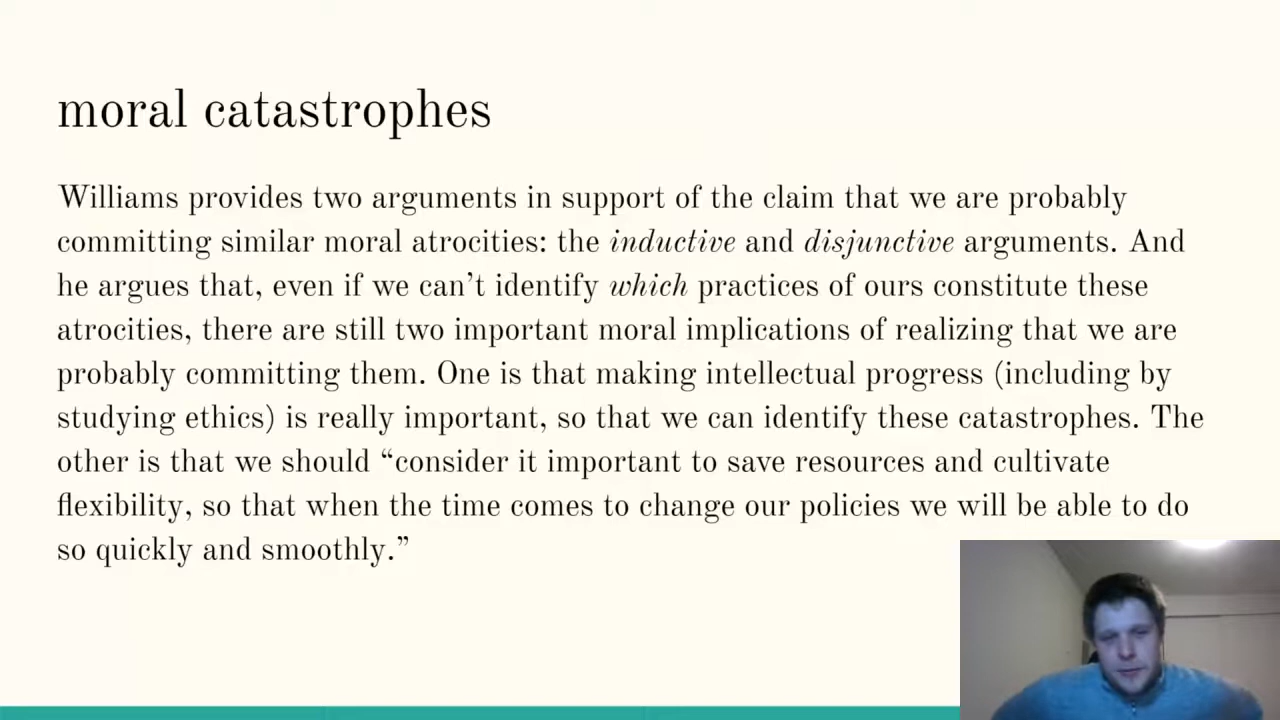 moral catastrophes
Williams provides two arguments in support of the claim that we are probably
committing similar moral atrocities: the inductive and disjunctive arguments. And
he argues that, even if we can’t identify which practices of ours constitute these
atrocities, there are still two important moral implications of realizing that we are
probably committing them. One is that making intellectual progress (including by
studying ethics) is really important, so that we can identify these catastrophes. The
other is that we should “consider it important to save resources and cultivate
flexibility, so that when the time comes to change our policies we will be able to do
so quickly and smoothly.”